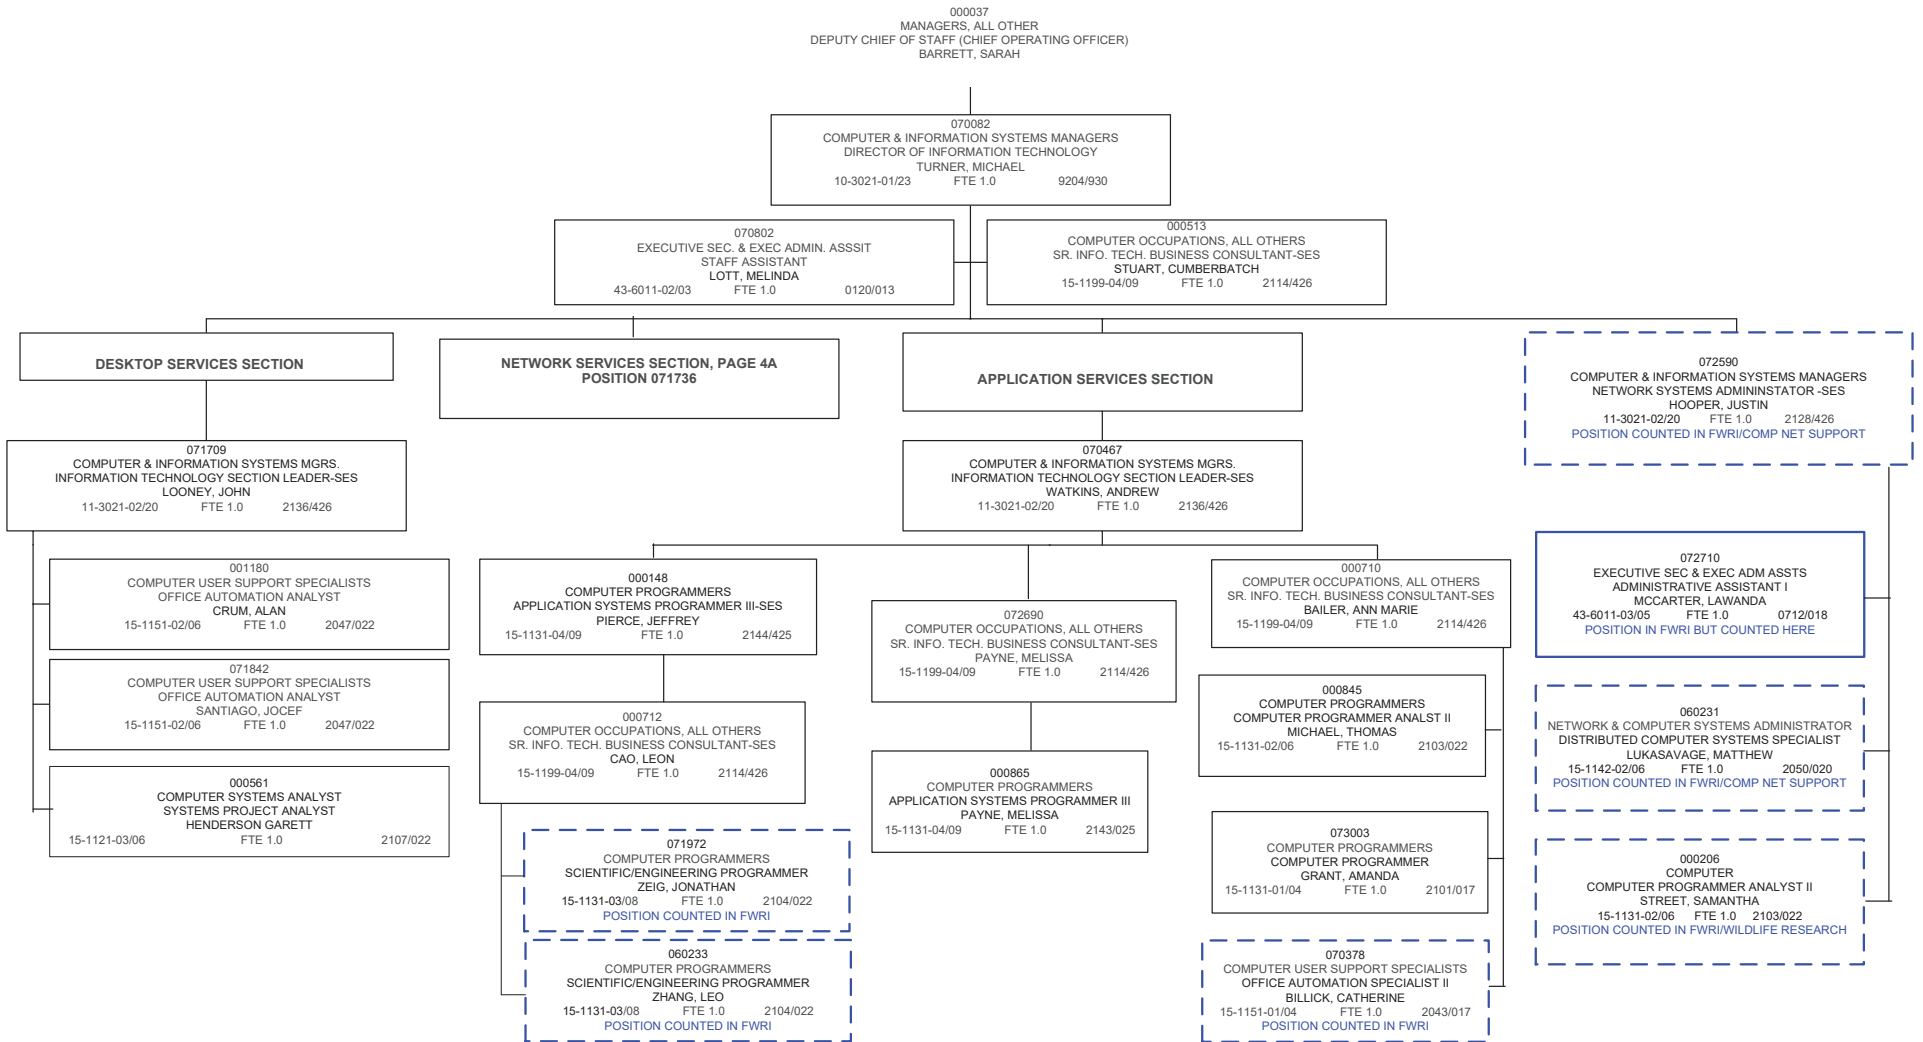 000037
MANAGERS, ALL OTHER
DEPUTY CHIEF OF STAFF (CHIEF OPERATING OFFICER)
BARRETT, SARAH
070082
COMPUTER & INFORMATION SYSTEMS MANAGERS
DIRECTOR OF INFORMATION TECHNOLOGY
TURNER, MICHAEL
10-3021-01/23 FTE 1.0 9204/930
070802
EXECUTIVE SEC. & EXEC ADMIN. ASSSIT
STAFF ASSISTANT
LOTT, MELINDA
43-6011-02/03 FTE 1.0 0120/013
000513
COMPUTER OCCUPATIONS, ALL OTHERS
SR. INFO. TECH. BUSINESS CONSULTANT-SES
STUART, CUMBERBATCH
15-1199-04/09 FTE 1.0 2114/426
DESKTOP SERVICES SECTION
NETWORK SERVICES SECTION, PAGE 4A
POSITION 071736
APPLICATION SERVICES SECTION
072590
COMPUTER & INFORMATION SYSTEMS MANAGERS
NETWORK SYSTEMS ADMININSTATOR -SES
HOOPER, JUSTIN
11-3021-02/20 FTE 1.0 2128/426
POSITION COUNTED IN FWRI/COMP NET SUPPORT
071709
COMPUTER & INFORMATION SYSTEMS MGRS.
INFORMATION TECHNOLOGY SECTION LEADER-SES
LOONEY, JOHN
11-3021-02/20 FTE 1.0 2136/426
070467
COMPUTER & INFORMATION SYSTEMS MGRS.
INFORMATION TECHNOLOGY SECTION LEADER-SES
WATKINS, ANDREW
11-3021-02/20 FTE 1.0 2136/426
001180
COMPUTER USER SUPPORT SPECIALISTS
OFFICE AUTOMATION ANALYST
CRUM, ALAN
15-1151-02/06 FTE 1.0 2047/022
071842
COMPUTER USER SUPPORT SPECIALISTS
OFFICE AUTOMATION ANALYST
SANTIAGO, JOCEF
15-1151-02/06 FTE 1.0 2047/022
000561
COMPUTER SYSTEMS ANALYST
SYSTEMS PROJECT ANALYST
HENDERSON GARETT
15-1121-03/06 FTE 1.0 2107/022
000148
COMPUTER PROGRAMMERS
APPLICATION SYSTEMS PROGRAMMER III-SES
PIERCE, JEFFREY
15-1131-04/09 FTE 1.0 2144/425
000712
COMPUTER OCCUPATIONS, ALL OTHERS
SR. INFO. TECH. BUSINESS CONSULTANT-SES
CAO, LEON
15-1199-04/09 FTE 1.0 2114/426
071972
COMPUTER PROGRAMMERS
SCIENTIFIC/ENGINEERING PROGRAMMER
ZEIG, JONATHAN
15-1131-03/08 FTE 1.0 2104/022
POSITION COUNTED IN FWRI
060233
COMPUTER PROGRAMMERS
SCIENTIFIC/ENGINEERING PROGRAMMER
ZHANG, LEO
15-1131-03/08 FTE 1.0 2104/022
POSITION COUNTED IN FWRI
072690
COMPUTER OCCUPATIONS, ALL OTHERS
SR. INFO. TECH. BUSINESS CONSULTANT-SES
PAYNE, MELISSA
15-1199-04/09 FTE 1.0 2114/426
000865
COMPUTER PROGRAMMERS
APPLICATION SYSTEMS PROGRAMMER III
PAYNE, MELISSA
15-1131-04/09 FTE 1.0 2143/025
000710
COMPUTER OCCUPATIONS, ALL OTHERS
SR. INFO. TECH. BUSINESS CONSULTANT-SES
BAILER, ANN MARIE
15-1199-04/09 FTE 1.0 2114/426
000845
COMPUTER PROGRAMMERS
COMPUTER PROGRAMMER ANALST II
MICHAEL, THOMAS
15-1131-02/06 FTE 1.0 2103/022
073003
COMPUTER PROGRAMMERS
COMPUTER PROGRAMMER
GRANT, AMANDA
15-1131-01/04 FTE 1.0 2101/017
070378
COMPUTER USER SUPPORT SPECIALISTS
OFFICE AUTOMATION SPECIALIST II
BILLICK, CATHERINE
15-1151-01/04 FTE 1.0 2043/017
POSITION COUNTED IN FWRI
072710
EXECUTIVE SEC & EXEC ADM ASSTS
ADMINISTRATIVE ASSISTANT I
MCCARTER, LAWANDA
43-6011-03/05 FTE 1.0 0712/018
POSITION IN FWRI BUT COUNTED HERE
060231
NETWORK & COMPUTER SYSTEMS ADMINISTRATOR
DISTRIBUTED COMPUTER SYSTEMS SPECIALIST
LUKASAVAGE, MATTHEW
15-1142-02/06 FTE 1.0 2050/020
POSITION COUNTED IN FWRI/COMP NET SUPPORT
000206
COMPUTER
COMPUTER PROGRAMMER ANALYST II
STREET, SAMANTHA
15-1131-02/06 FTE 1.0 2103/022
POSITION COUNTED IN FWRI/WILDLIFE RESEARCH